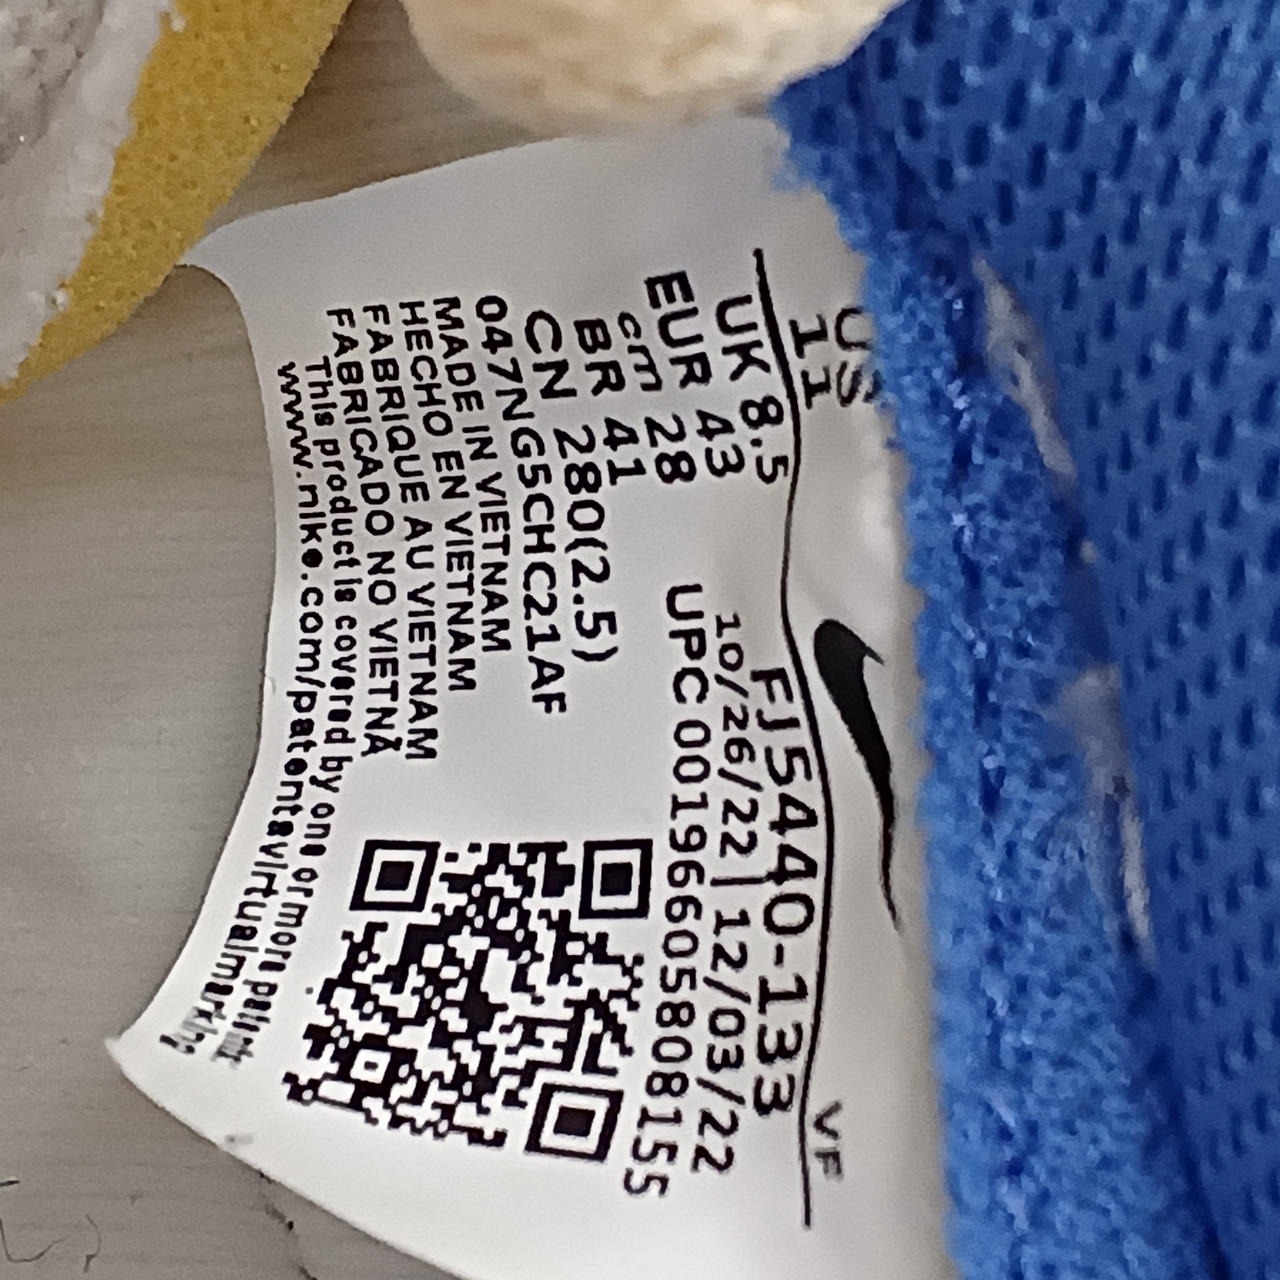 US
11
VF
UK 8.5
FJ5440-133
EUR 43
10/26/22 | 12/03/22
cm 28
UPC 00196605808155
BR 41
CN 280(2.5)
047NG5CHC21AF
MADE IN VIETNAM
HECHO EN VIETNAM
FABRIQUE AU VIETNAM
FABRICADO NO VIETNÃ
This product is covered by one or more patents
www.nike.com/patentsvirtualmarking